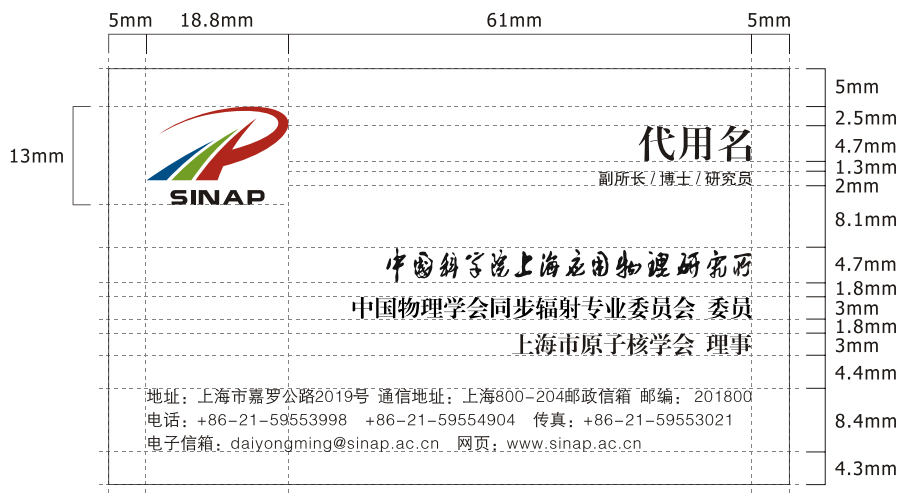 5mm 18.8mm 61mm 5mm
5mm
2.5mm
13mm
4.7mm
代用名
1.3mm
副所长 / 博士 / 研究员
2mm
SINAP
8.1mm
中国科学院上海应用物理研究所
4.7mm
1.8mm
中国物理学会同步辐射专业委员会 委员
3mm
1.8mm
上海市原子核学会 理事
3mm
4.4mm
地址：上海市嘉罗公路2019号 通信地址：上海800-204邮政信箱 邮编：201800
电话：+86-21-59553998 +86-21-59554904 传真：+86-21-59553021
8.4mm
电子信箱：daiyongming@sinap.ac.cn 网页：www.sinap.ac.cn
4.3mm